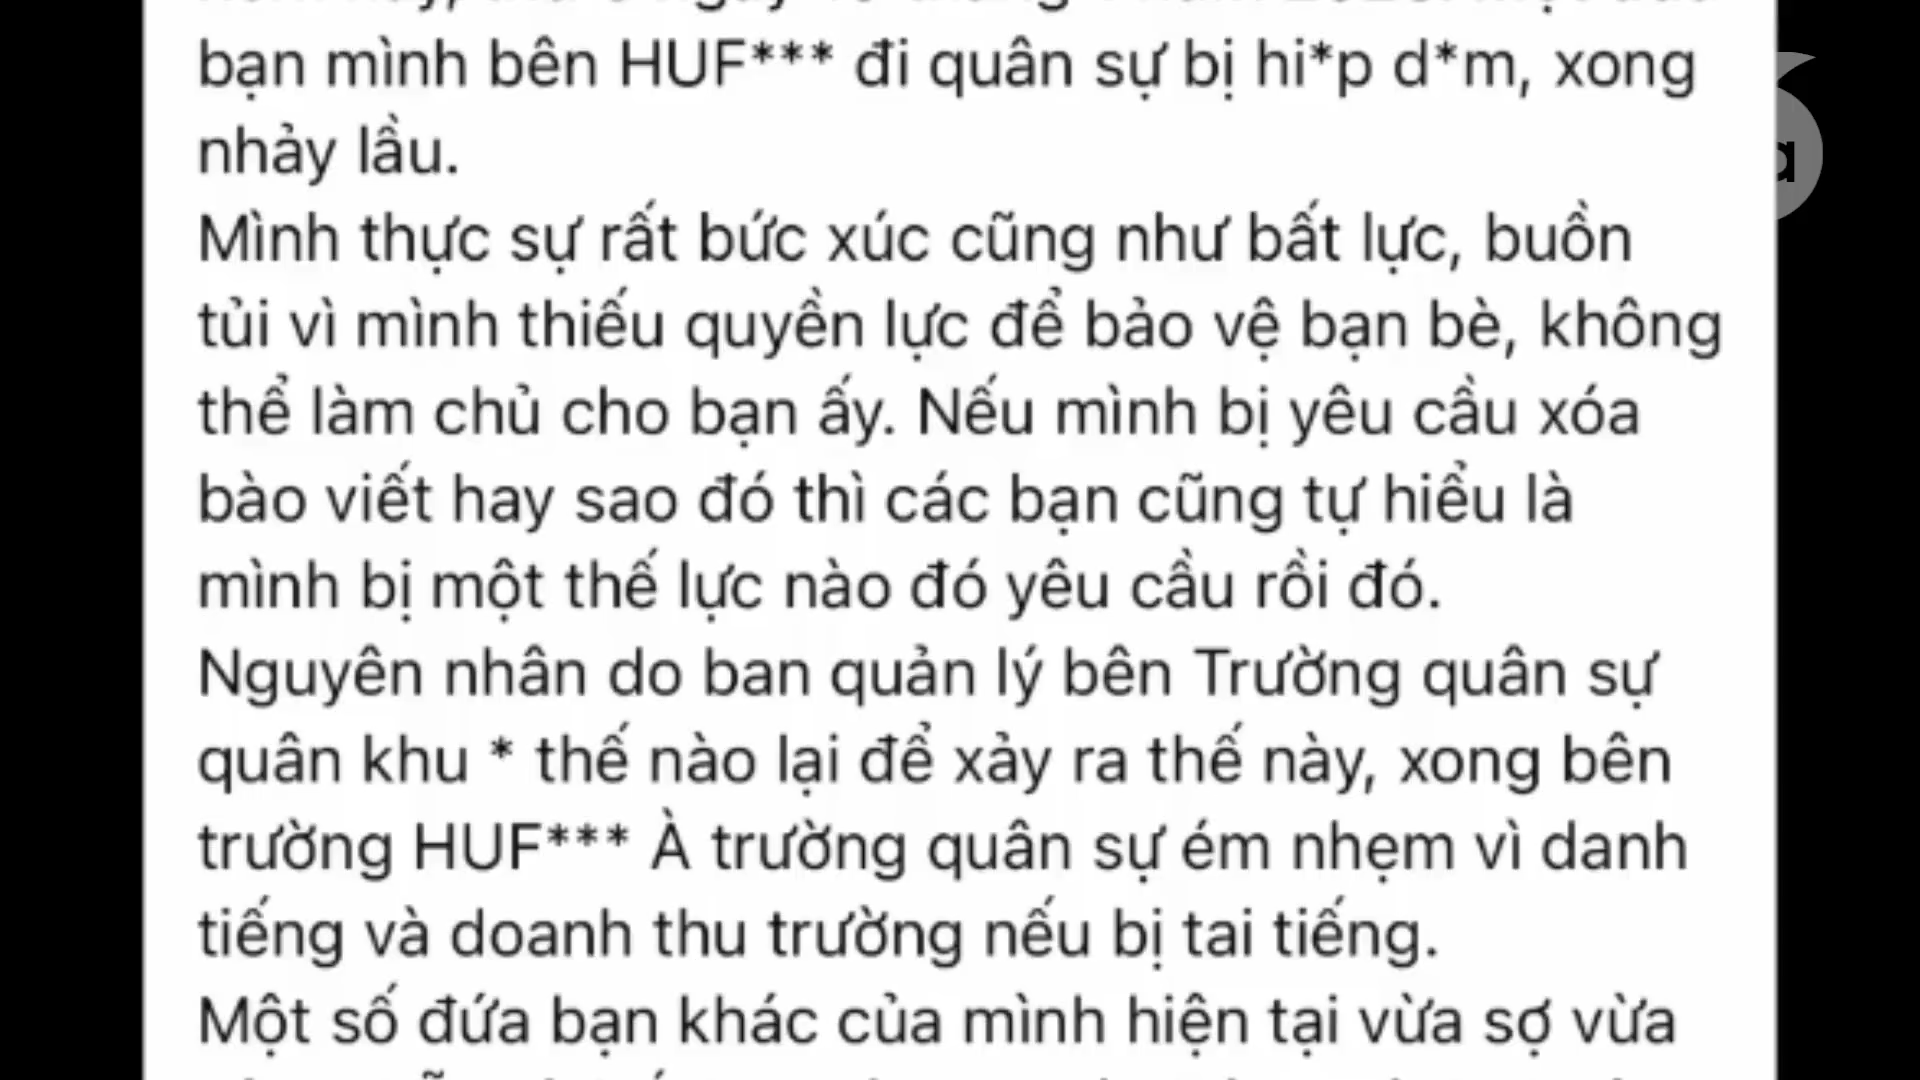 bạn mình bên HUF*** đi quân sự bị hi*p d*m, xong
nhảy lầu.
Mình thực sự rất bức xúc cũng như bất lực, buồn
tủi vì mình thiếu quyền lực để bảo vệ bạn bè, không
thể làm chủ cho bạn ấy. Nếu mình bị yêu cầu xóa
bào viết hay sao đó thì các bạn cũng tự hiểu là
mình bị một thế lực nào đó yêu cầu rồi đó.
Nguyên nhân do ban quản lý bên Trường quân sự
quân khu * thế nào lại để xảy ra thế này, xong bên
trường HUF*** À trường quân sự ém nhẹm vì danh
tiếng và doanh thu trường nếu bị tai tiếng.
Một số đứa bạn khác của mình hiện tại vừa sợ vừa